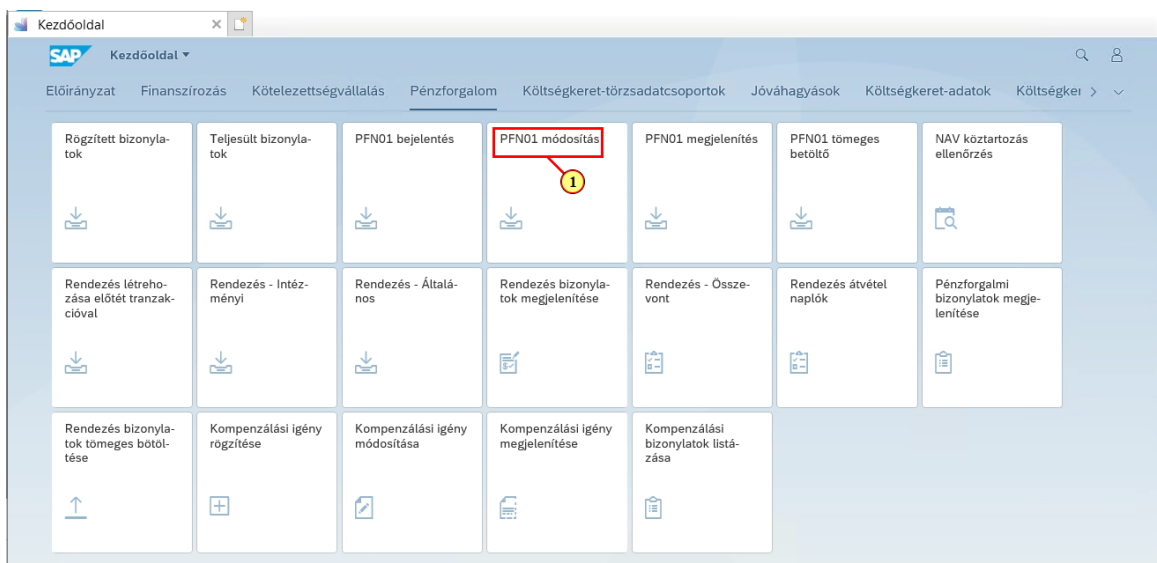 Kezdőoldal
SAP Kezdőoldal
Előirányzat Finanszírozás Kötelezettségvállalás Pénzforgalom Költségkeret-törzsadatcsoportok Jóváhagyások Költségkeret-adatok Költségker
Rögzített bizonyla-
tok
Teljesült bizonyla-
tok
PFN01 bejelentés
PFN01 módosítás
1
PFN01 megjelenítés
PFN01 tömeges
betöltő
NAV köztartozás
ellenőrzés
Rendezés létreho-
zása előtét tranzak-
cióval
Rendezés - Intéz-
ményi
Rendezés - Általá-
nos
Rendezés bizonyla-
tok megjelenítése
Rendezés - Össze-
vont
Rendezés átvétel
naplók
Pénzforgalmi
bizonylatok megje-
lenítése
Rendezés bizonyla-
tok tömeges bötöl-
tése
Kompenzálási igény
rögzítése
Kompenzálási igény
módosítása
Kompenzálási igény
megjelenítése
Kompenzálási
bizonylatok listá-
zása